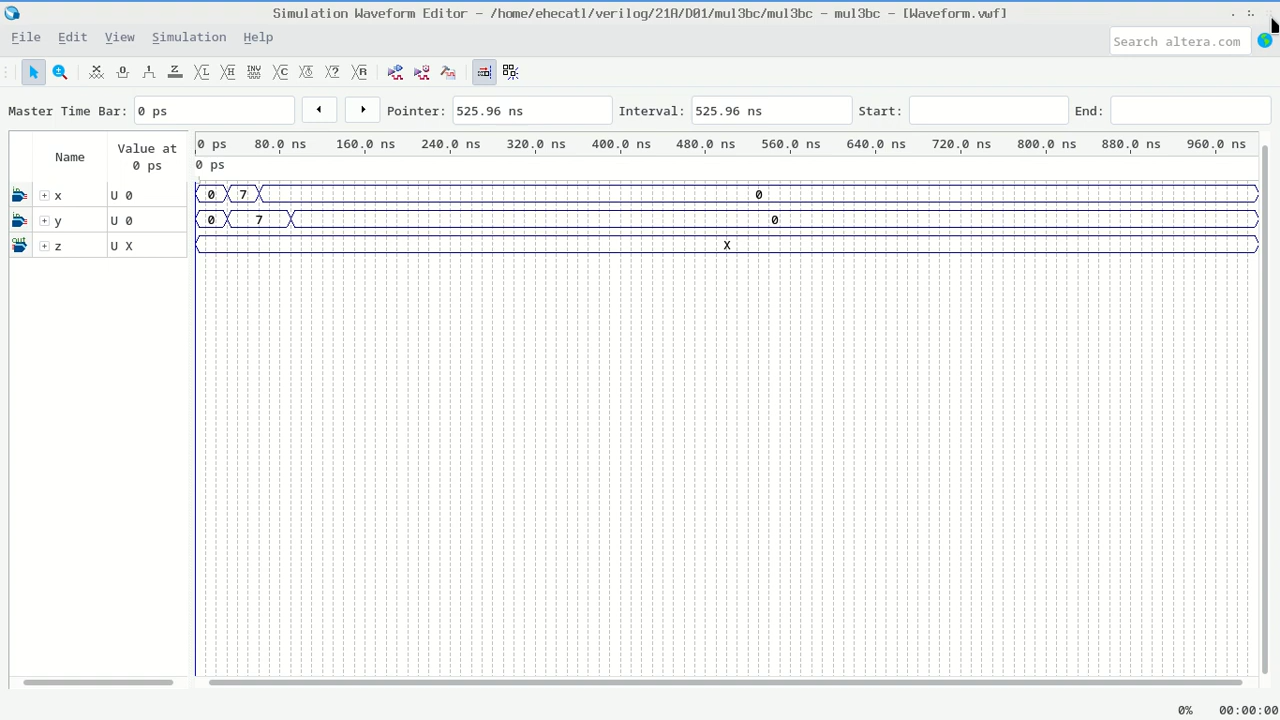 Simulation Waveform Editor - /home/ehecatl/verilog/21A/D01/mul3bc/mul3bc - mul3bc - [Waveform.vwf]
File Edit View Simulation Help
Search altera.com
Master Time Bar: 0 ps Pointer: 525.96 ns Interval: 525.96 ns Start: End:
Name Value at 0 ps
0 ps 80.0 ns 160.0 ns 240.0 ns 320.0 ns 400.0 ns 480.0 ns 560.0 ns 640.0 ns 720.0 ns 800.0 ns 880.0 ns 960.0 ns
0 ps
x U 0 0 7 0
y U 0 0 7 0
z U X X
0% 00:00:00